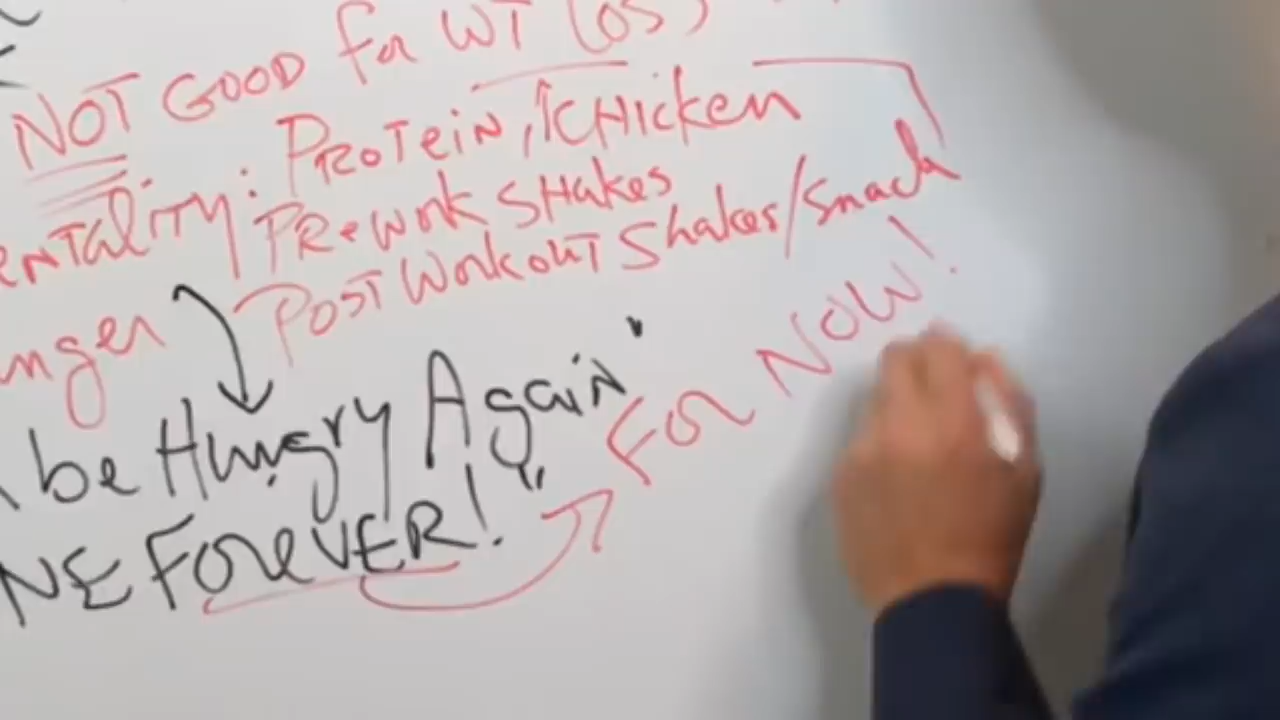 NOT GOOD for WT LOSS
ENTALITY: PROTEIN, ↑CHICKEN
PREWORK SHAKES
POST WORKOUT Shakes/Snack
nger
be Hungry Again"
FOR NOW!
NE FOREVER!"